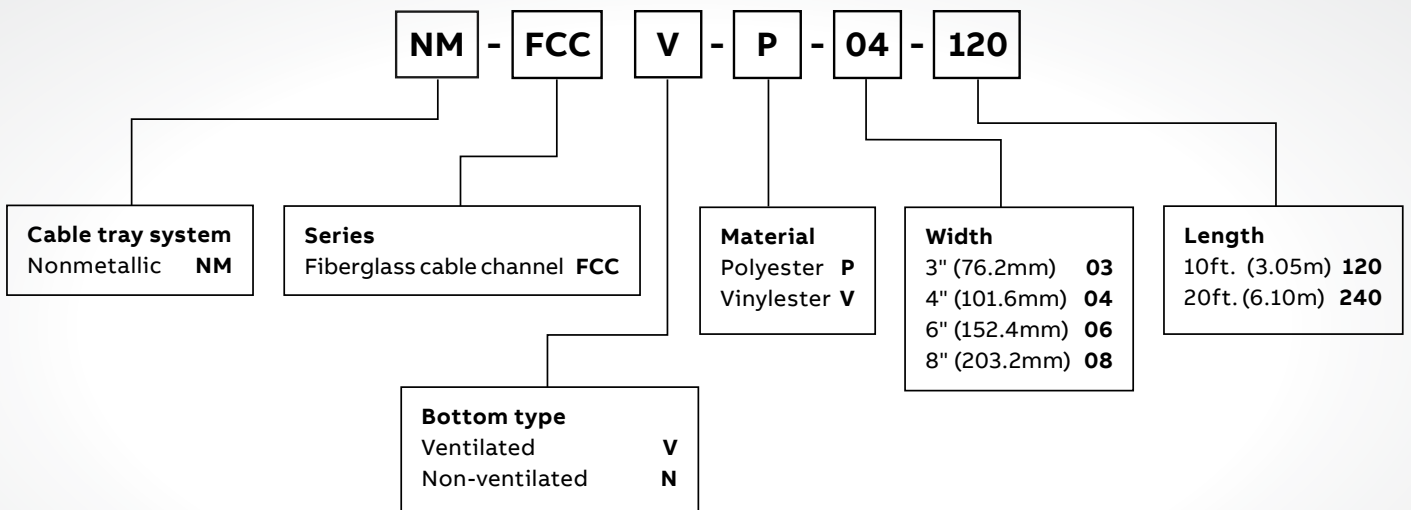 NM - FCC V - P - 04 - 120
Cable tray system
Nonmetallic NM
Series
Fiberglass cable channel FCC
Bottom type
Ventilated V
Non-ventilated N
Material
Polyester P
Vinylester V
Width
3" (76.2mm) 03
4" (101.6mm) 04
6" (152.4mm) 06
8" (203.2mm) 08
Length
10ft. (3.05m) 120
20ft. (6.10m) 240